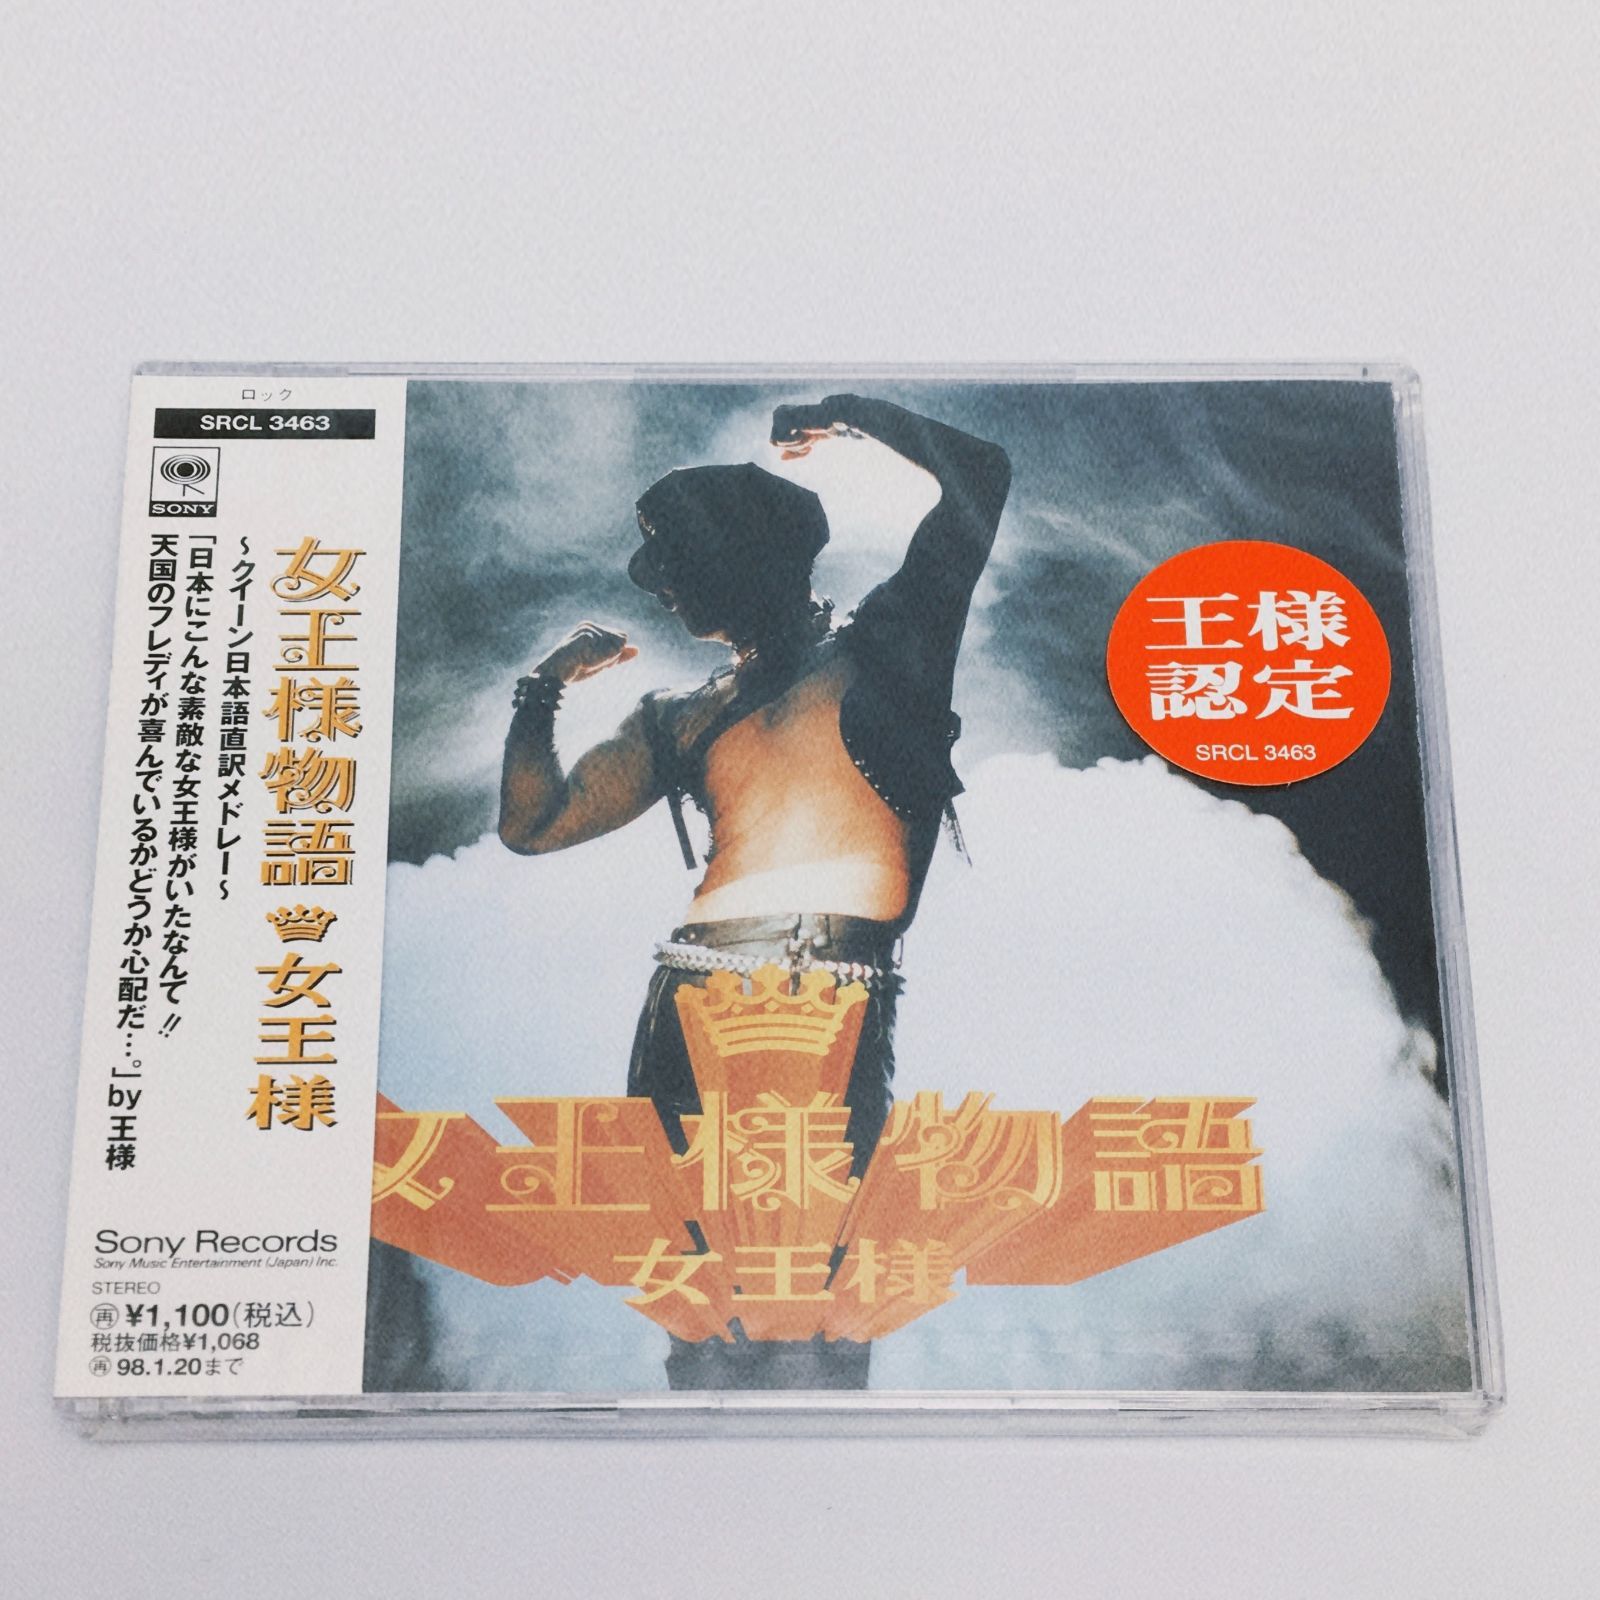 ロック
SRCL 3463
SONY
女王様物語 女王様
~クイーン日本語直訳メドレー~
「日本にこんな素敵な女王様がいたなんて!!
天国のフレディが喜んでいるかどうか心配だ…。」by王様
Sony Records
Sony Music Entertainment (Japan) Inc.
STEREO
再 ¥1,100(税込)
税抜価格¥1,068
再 98.1.20まで
王様
認定
SRCL 3463
女王様物語
女王様